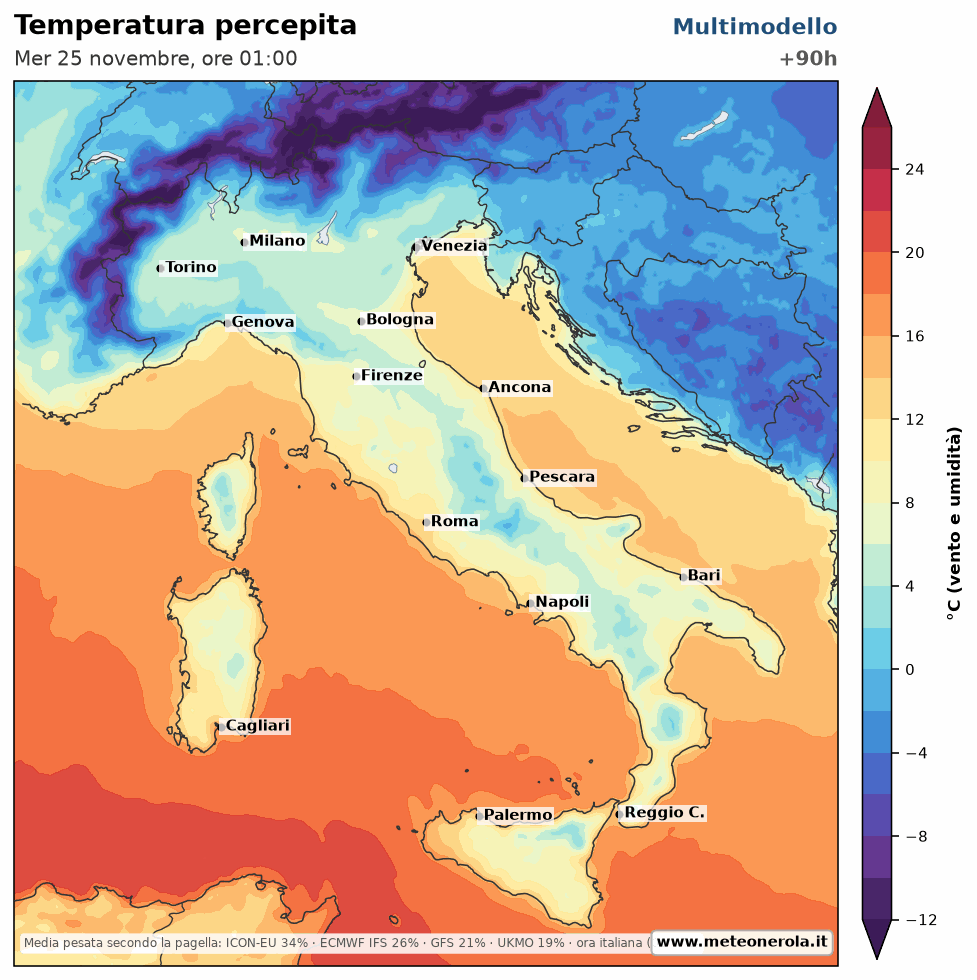 Temperatura percepita
Multimodello
Mer 25 novembre, ore 01:00
+90h
Milano
Venezia
Torino
Genova
Bologna
Firenze
Ancona
Pescara
Roma
Bari
Napoli
Cagliari
Palermo
Reggio C.
24
20
16
12
8
4
0
−4
−8
−12
°C (vento e umidità)
Media pesata secondo la pagella: ICON-EU 34% · ECMWF IFS 26% · GFS 21% · UKMO 19% · ora italiana (
www.meteonerola.it